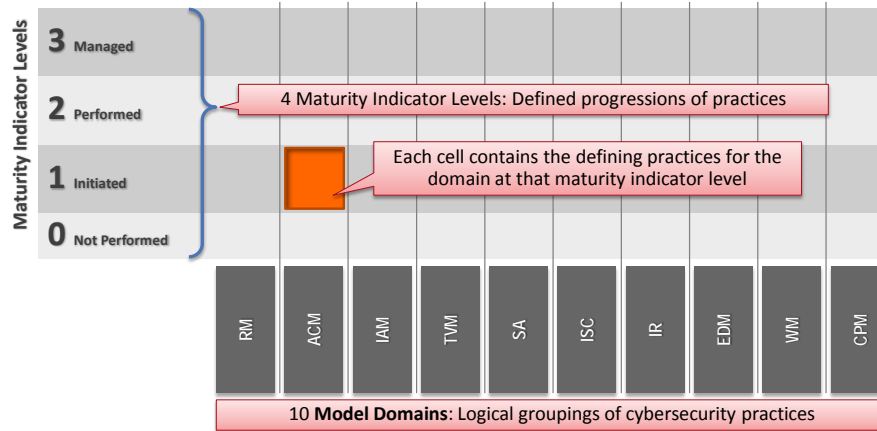 Maturity Indicator Levels
3 Managed
2 Performed
4 Maturity Indicator Levels: Defined progressions of practices
1 Initiated
Each cell contains the defining practices for the
domain at that maturity indicator level
0 Not Performed
RM
ACM
IAM
TVM
SA
ISC
IR
EDM
WM
CPM
10 Model Domains: Logical groupings of cybersecurity practices